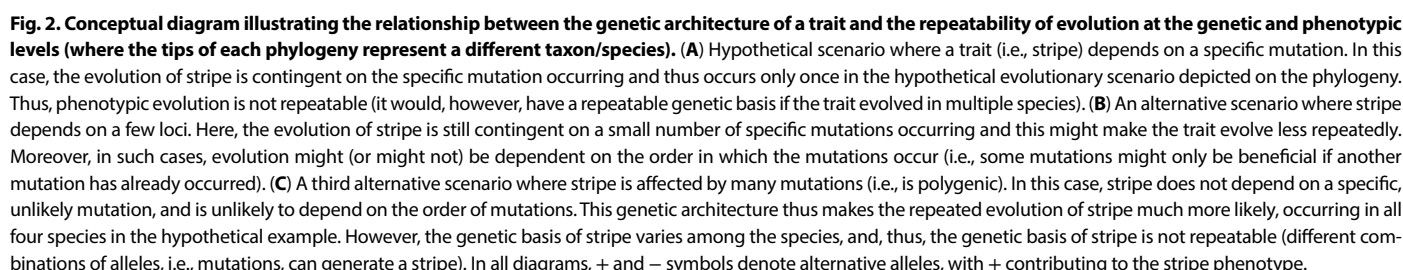 Fig. 2. Conceptual diagram illustrating the relationship between the genetic architecture of a trait and the repeatability of evolution at the genetic and phenotypic
levels (where the tips of each phylogeny represent a different taxon/species). (A) Hypothetical scenario where a trait (i.e., stripe) depends on a specific mutation. In this
case, the evolution of stripe is contingent on the specific mutation occurring and thus occurs only once in the hypothetical evolutionary scenario depicted on the phylogeny.
Thus, phenotypic evolution is not repeatable (it would, however, have a repeatable genetic basis if the trait evolved in multiple species). (B) An alternative scenario where stripe
depends on a few loci. Here, the evolution of stripe is still contingent on a small number of specific mutations occurring and this might make the trait evolve less repeatedly.
Moreover, in such cases, evolution might (or might not) be dependent on the order in which the mutations occur (i.e., some mutations might only be beneficial if another
mutation has already occurred). (C) A third alternative scenario where stripe is affected by many mutations (i.e., is polygenic). In this case, stripe does not depend on a specific,
unlikely mutation, and is unlikely to depend on the order of mutations. This genetic architecture thus makes the repeated evolution of stripe much more likely, occurring in all
four species in the hypothetical example. However, the genetic basis of stripe varies among the species, and, thus, the genetic basis of stripe is not repeatable (different com-
binations of alleles, i.e., mutations, can generate a stripe). In all diagrams, + and − symbols denote alternative alleles, with + contributing to the stripe phenotype.